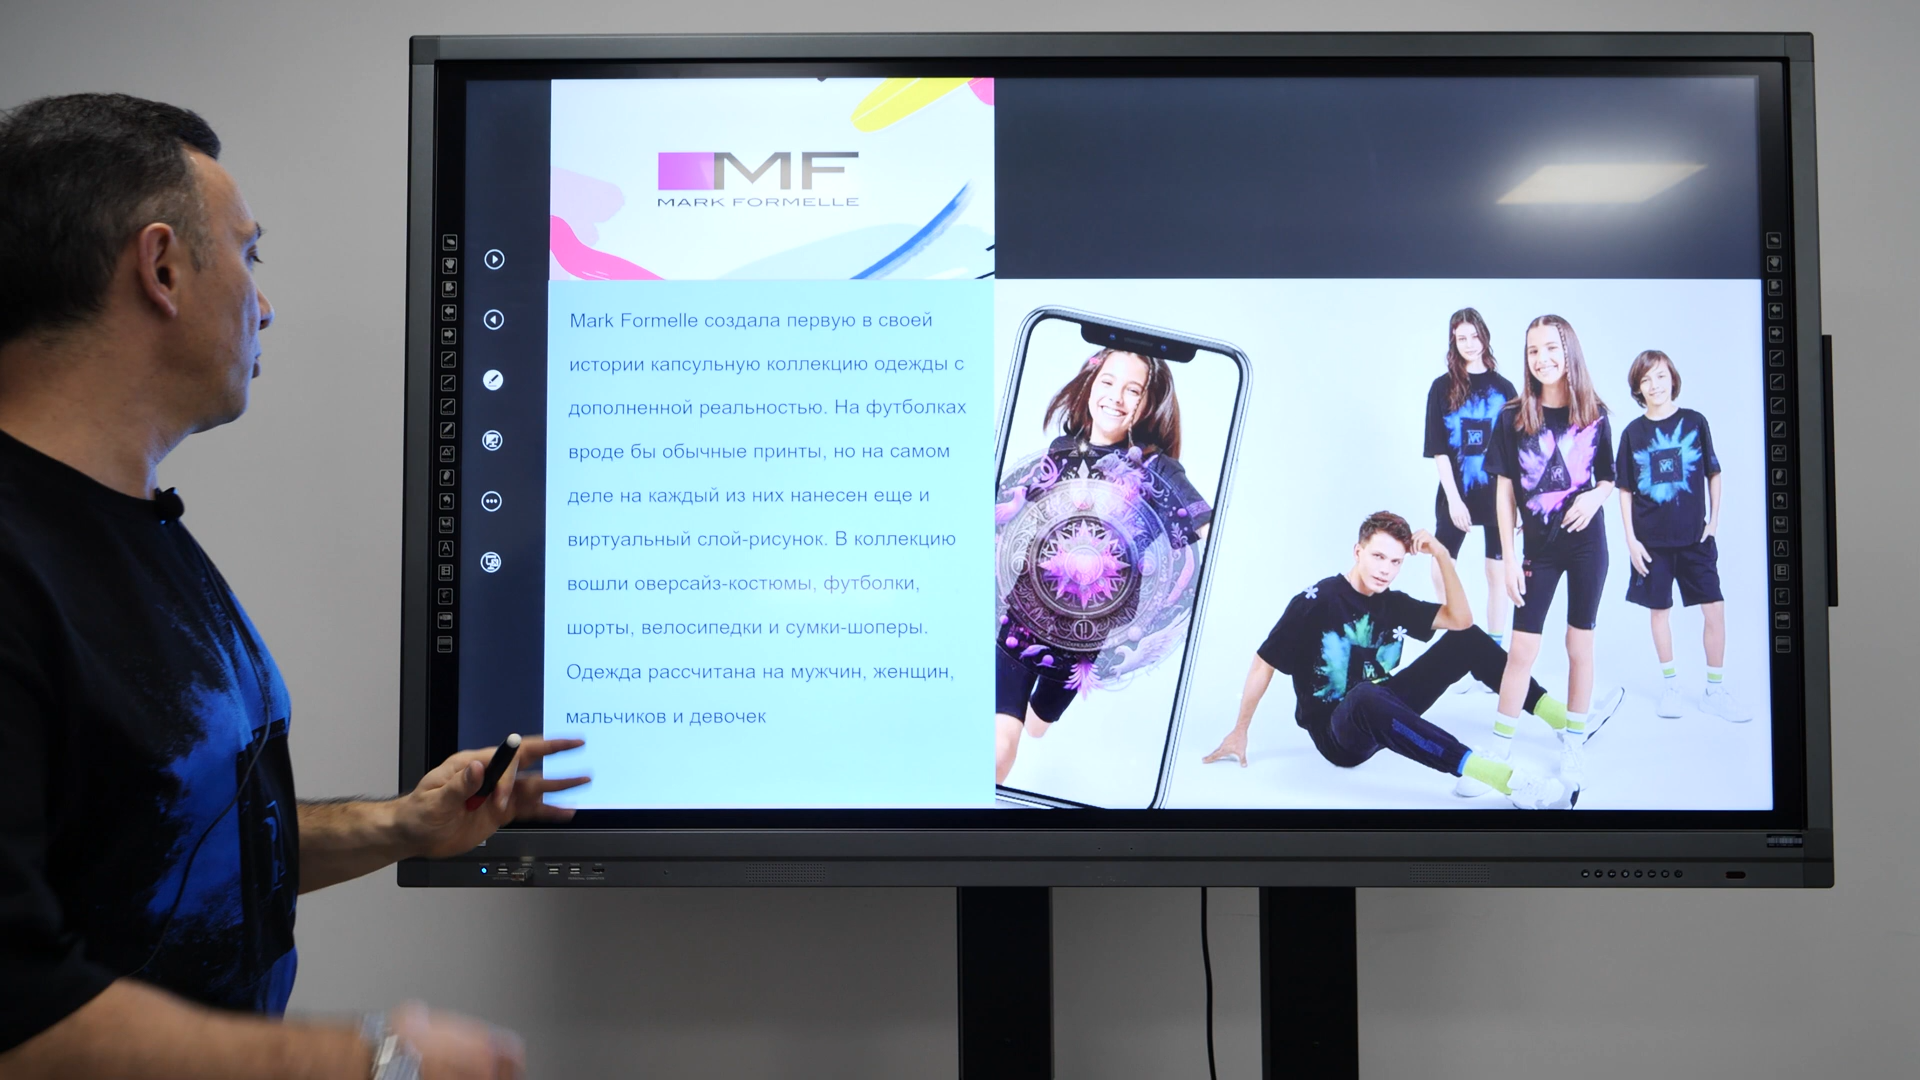 MF
MARK FORMELLE
Mark Formelle создала первую в своей
истории капсульную коллекцию одежды с
дополненной реальностью. На футболках
вроде бы обычные принты, но на самом
деле на каждый из них нанесен еще и
виртуальный слой-рисунок. В коллекцию
вошли оверсайз-костюмы, футболки,
шорты, велосипедки и сумки-шоперы.
Одежда рассчитана на мужчин, женщин,
мальчиков и девочек